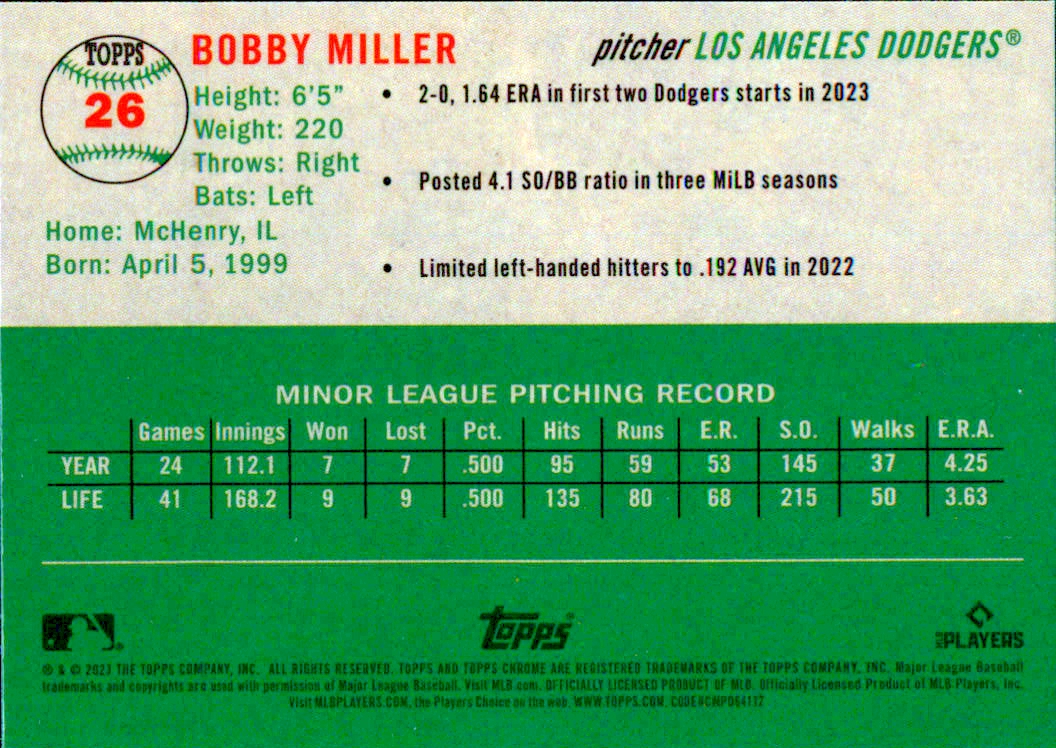 TOPPS
26
BOBBY MILLER
pitcher LOS ANGELES DODGERS®
Height: 6'5"
Weight: 220
Throws: Right
Bats: Left
Home: McHenry, IL
Born: April 5, 1999
• 2-0, 1.64 ERA in first two Dodgers starts in 2023
• Posted 4.1 SO/BB ratio in three MiLB seasons
• Limited left-handed hitters to .192 AVG in 2022
MINOR LEAGUE PITCHING RECORD
Games Innings Won Lost Pct. Hits Runs E.R. S.O. Walks E.R.A.
YEAR 24 112.1 7 7 .500 95 59 53 145 37 4.25
LIFE 41 168.2 9 9 .500 135 80 68 215 50 3.63
Topps®
MLB PLAYERS
® & © 2023 THE TOPPS COMPANY, INC. ALL RIGHTS RESERVED. TOPPS AND TOPPS CHROME ARE REGISTERED TRADEMARKS OF THE TOPPS COMPANY, INC. Major League Baseball
trademarks and copyrights are used with permission of Major League Baseball. Visit MLB.com. OFFICIALLY LICENSED PRODUCT OF MLB. Officially Licensed Product of MLB Players, Inc.
Visit MLBPLAYERS.COM, the Players Choice on the web. WWW.TOPPS.COM. CODE#CMPO64117